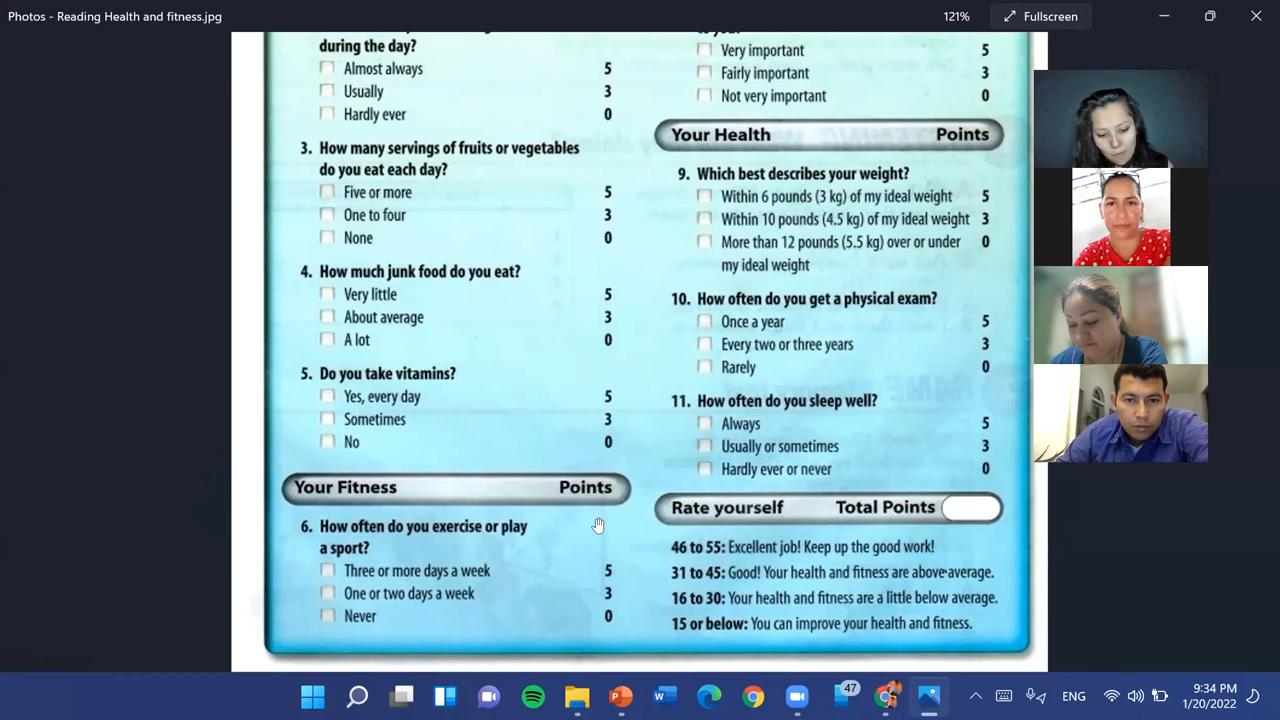 Photos - Reading Health and fitness.jpg
121%
Fullscreen
during the day?
Almost always 5
Usually 3
Hardly ever 0
3. How many servings of fruits or vegetables
do you eat each day?
Five or more 5
One to four 3
None 0
4. How much junk food do you eat?
Very little 5
About average 3
A lot 0
5. Do you take vitamins?
Yes, every day 5
Sometimes 3
No 0
Your Fitness Points
6. How often do you exercise or play
a sport?
Three or more days a week 5
One or two days a week 3
Never 0
Very important 5
Fairly important 3
Not very important 0
Your Health Points
9. Which best describes your weight?
Within 6 pounds (3 kg) of my ideal weight 5
Within 10 pounds (4.5 kg) of my ideal weight 3
More than 12 pounds (5.5 kg) over or under 0
my ideal weight
10. How often do you get a physical exam?
Once a year 5
Every two or three years 3
Rarely 0
11. How often do you sleep well?
Always 5
Usually or sometimes 3
Hardly ever or never 0
Rate yourself Total Points
46 to 55: Excellent job! Keep up the good work!
31 to 45: Good! Your health and fitness are above average.
16 to 30: Your health and fitness are a little below average.
15 or below: You can improve your health and fitness.
47
ENG
9:34 PM
1/20/2022